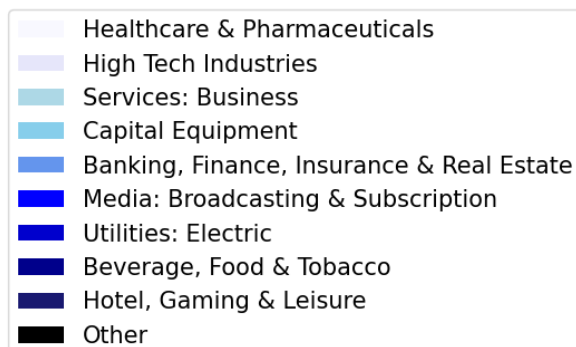 Healthcare & Pharmaceuticals
High Tech Industries
Services: Business
Capital Equipment
Banking, Finance, Insurance & Real Estate
Media: Broadcasting & Subscription
Utilities: Electric
Beverage, Food & Tobacco
Hotel, Gaming & Leisure
Other